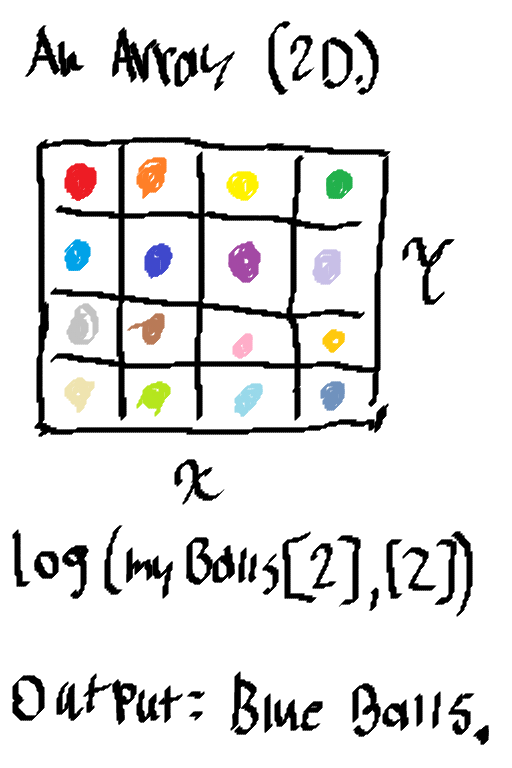 An Array (2D.)
Y
x
log(myBalls[2],[2])
Output: Blue Balls.